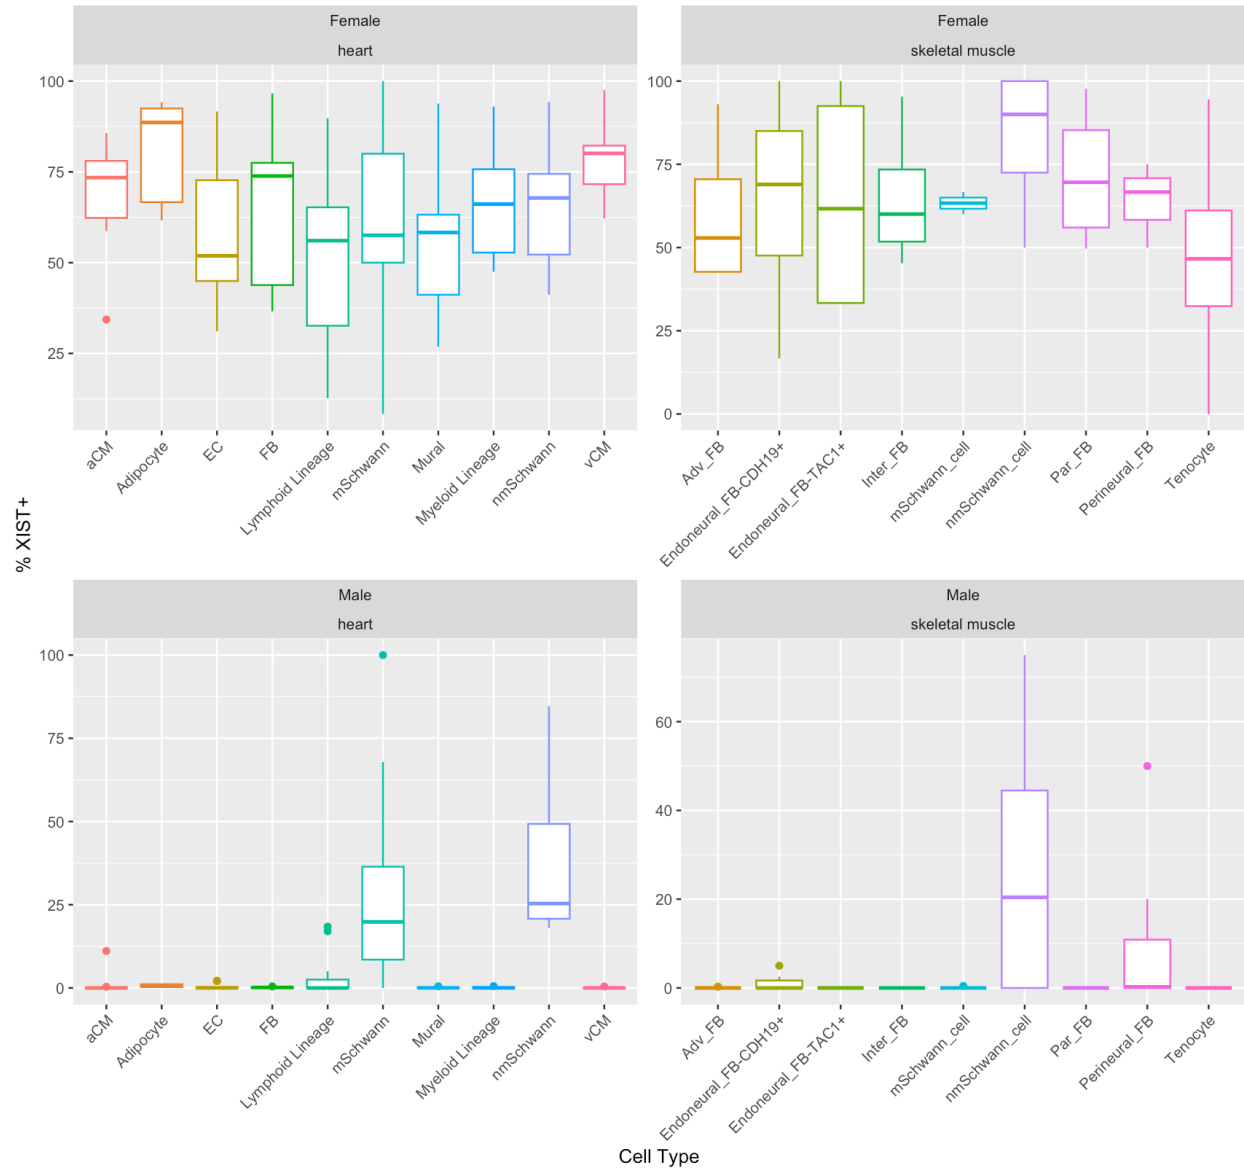 Female
heart
Female
skeletal muscle
100
75
50
25
100
75
50
25
0
aCM
Adipocyte
EC
FB
Lymphoid Lineage
mSchwann
Mural
Myeloid Lineage
nmSchwann
vCM
Adv_FB
Endoneural_FB-CDH19+
Endoneural_FB-TAC1+
Inter_FB
mSchwann_cell
nmSchwann_cell
Par_FB
Perineural_FB
Tenocyte
% XIST+
Male
heart
Male
skeletal muscle
100
75
50
25
0
60
40
20
0
aCM
Adipocyte
EC
FB
Lymphoid Lineage
mSchwann
Mural
Myeloid Lineage
nmSchwann
vCM
Adv_FB
Endoneural_FB-CDH19+
Endoneural_FB-TAC1+
Inter_FB
mSchwann_cell
nmSchwann_cell
Par_FB
Perineural_FB
Tenocyte
Cell Type